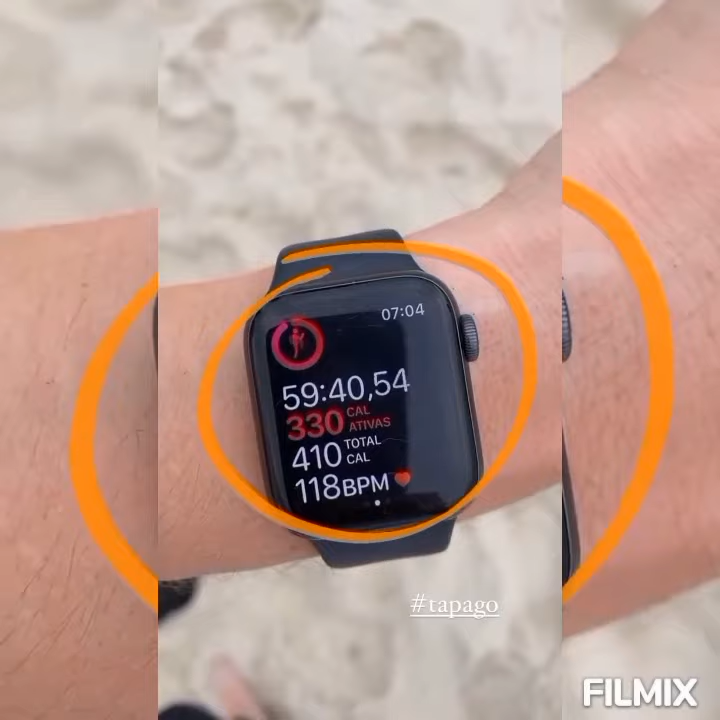 07:04
59:40,54
330 CAL ATIVAS
410 TOTAL CAL
118BPM
#tapago
FILMIX